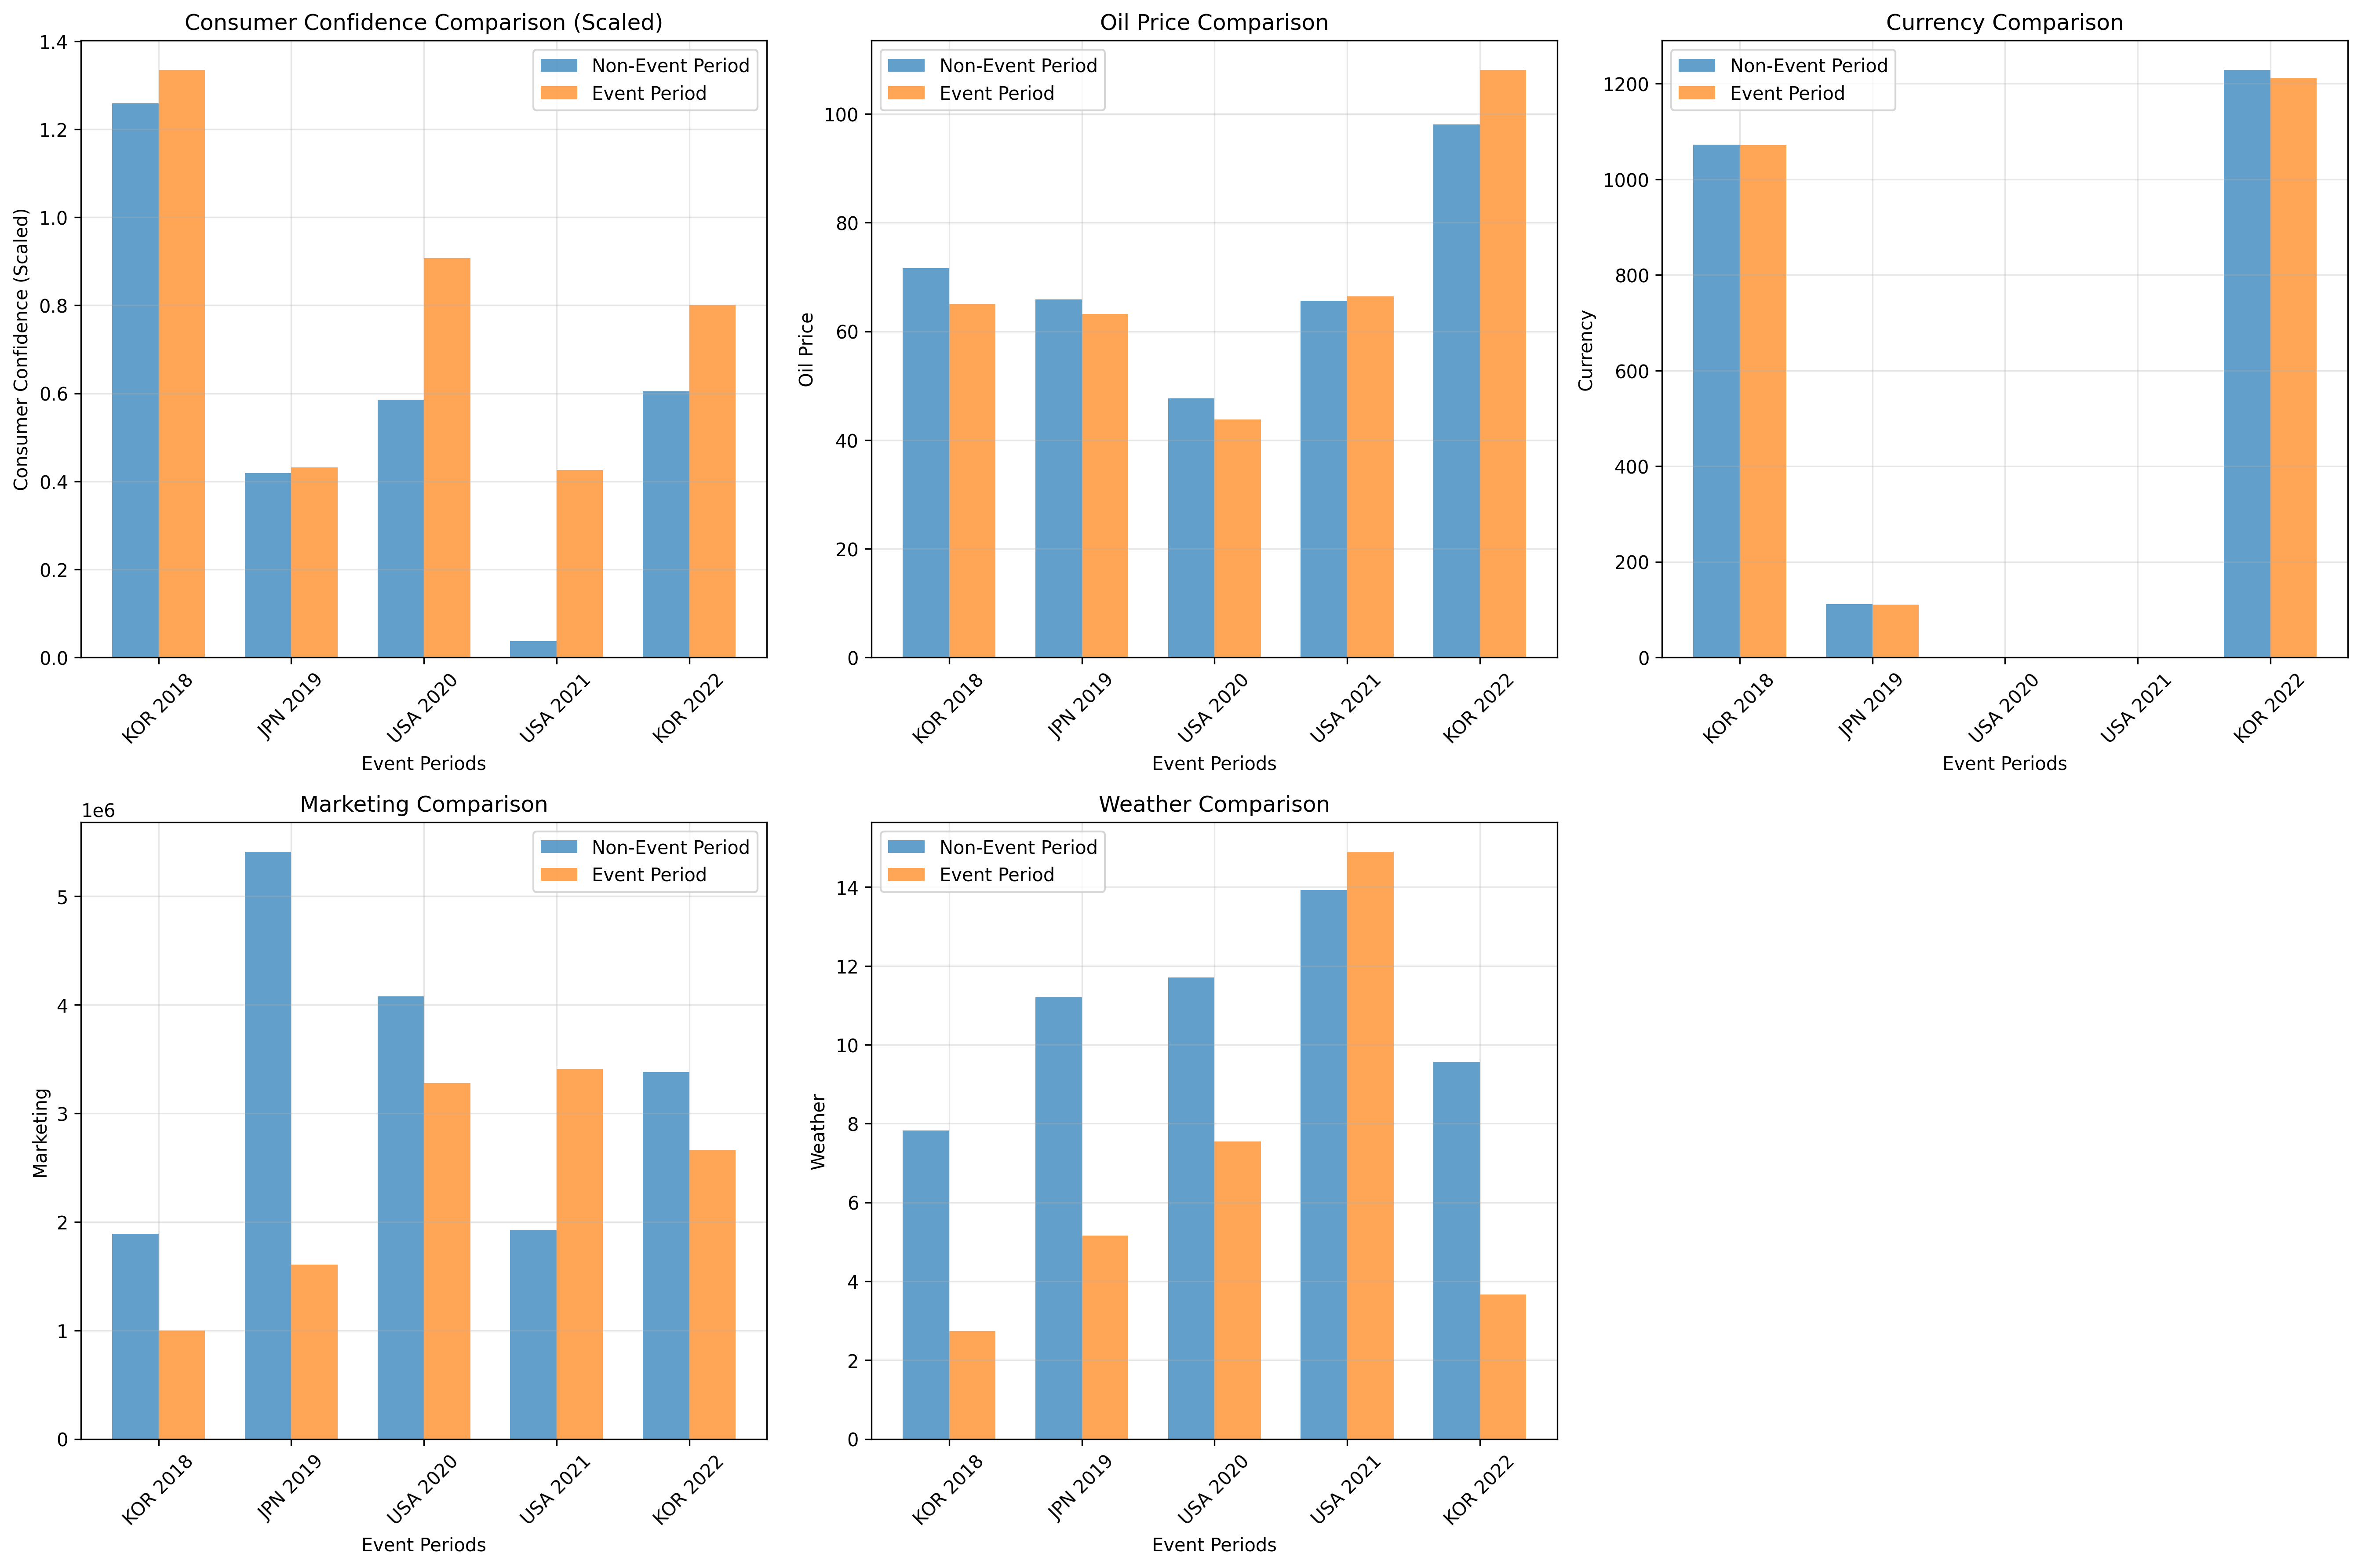 Consumer Confidence Comparison (Scaled)
Consumer Confidence (Scaled)
1.4
1.2
1.0
0.8
0.6
0.4
0.2
0.0
Non-Event Period
Event Period
KOR 2018
JPN 2019
USA 2020
USA 2021
KOR 2022
Event Periods
Oil Price Comparison
Oil Price
100
80
60
40
20
0
Non-Event Period
Event Period
KOR 2018
JPN 2019
USA 2020
USA 2021
KOR 2022
Event Periods
Currency Comparison
Currency
1200
1000
800
600
400
200
0
Non-Event Period
Event Period
KOR 2018
JPN 2019
USA 2020
USA 2021
KOR 2022
Event Periods
Marketing Comparison
1e6
Marketing
5
4
3
2
1
0
Non-Event Period
Event Period
KOR 2018
JPN 2019
USA 2020
USA 2021
KOR 2022
Event Periods
Weather Comparison
Weather
14
12
10
8
6
4
2
0
Non-Event Period
Event Period
KOR 2018
JPN 2019
USA 2020
USA 2021
KOR 2022
Event Periods